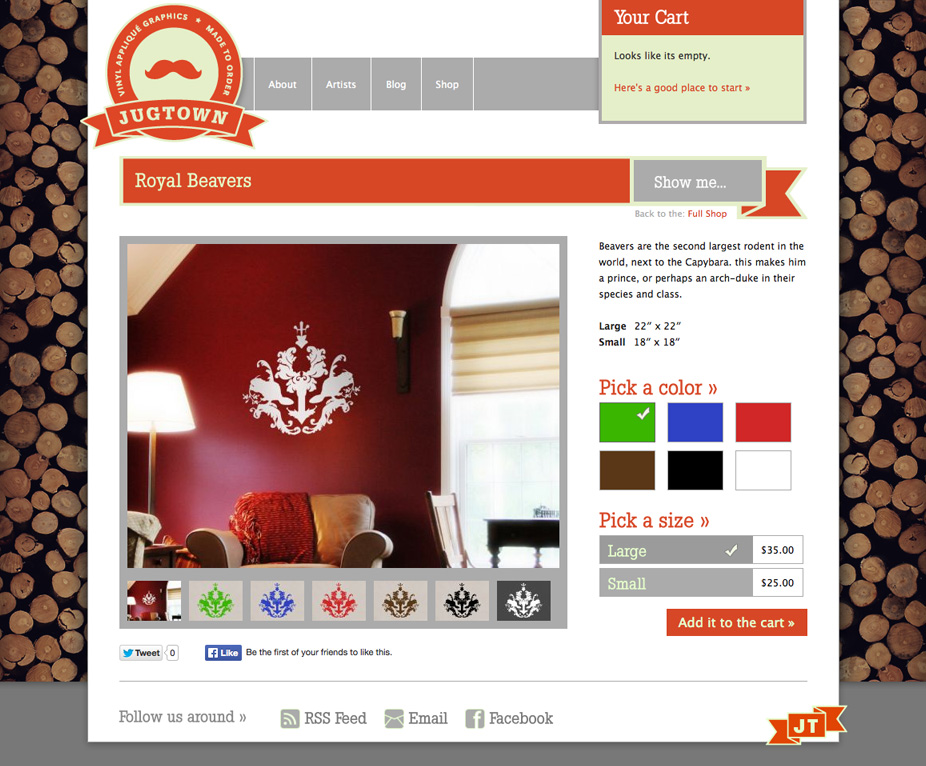 VINYL APPLIQUÉ GRAPHICS ★ MADE TO ORDER
JUGTOWN
About
Artists
Blog
Shop
Your Cart
Looks like its empty.
Here's a good place to start »
Royal Beavers
Show me...
Back to the: Full Shop
Beavers are the second largest rodent in the
world, next to the Capybara. this makes him
a prince, or perhaps an arch-duke in their
species and class.
Large 22” x 22”
Small 18” x 18”
Pick a color »
Pick a size »
Large $35.00
Small $25.00
Add it to the cart »
Tweet 0
Like Be the first of your friends to like this.
Follow us around »
RSS Feed
Email
Facebook
JT